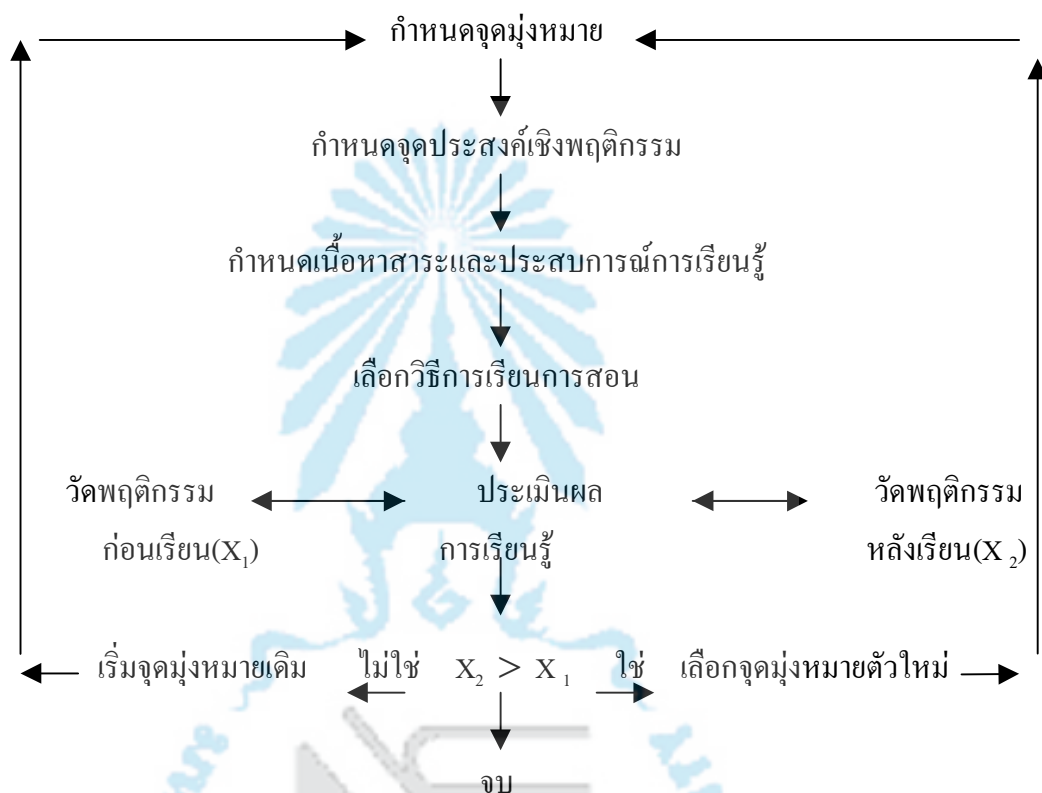 กำหนดจุดมุ่งหมาย
กำหนดจุดประสงค์เชิงพฤติกรรม
กำหนดเนื้อหาสาระและประสบการณ์การเรียนรู้
เลือกวิธีการเรียนการสอน
วัดพฤติกรรม ประเมินผล วัดพฤติกรรม
ก่อนเรียน(X₁) การเรียนรู้ หลังเรียน(X ₂)
เริ่มจุดมุ่งหมายเดิม ไม่ใช่ X₂ > X ₁ ใช่ เลือกจุดมุ่งหมายตัวใหม่
จบ